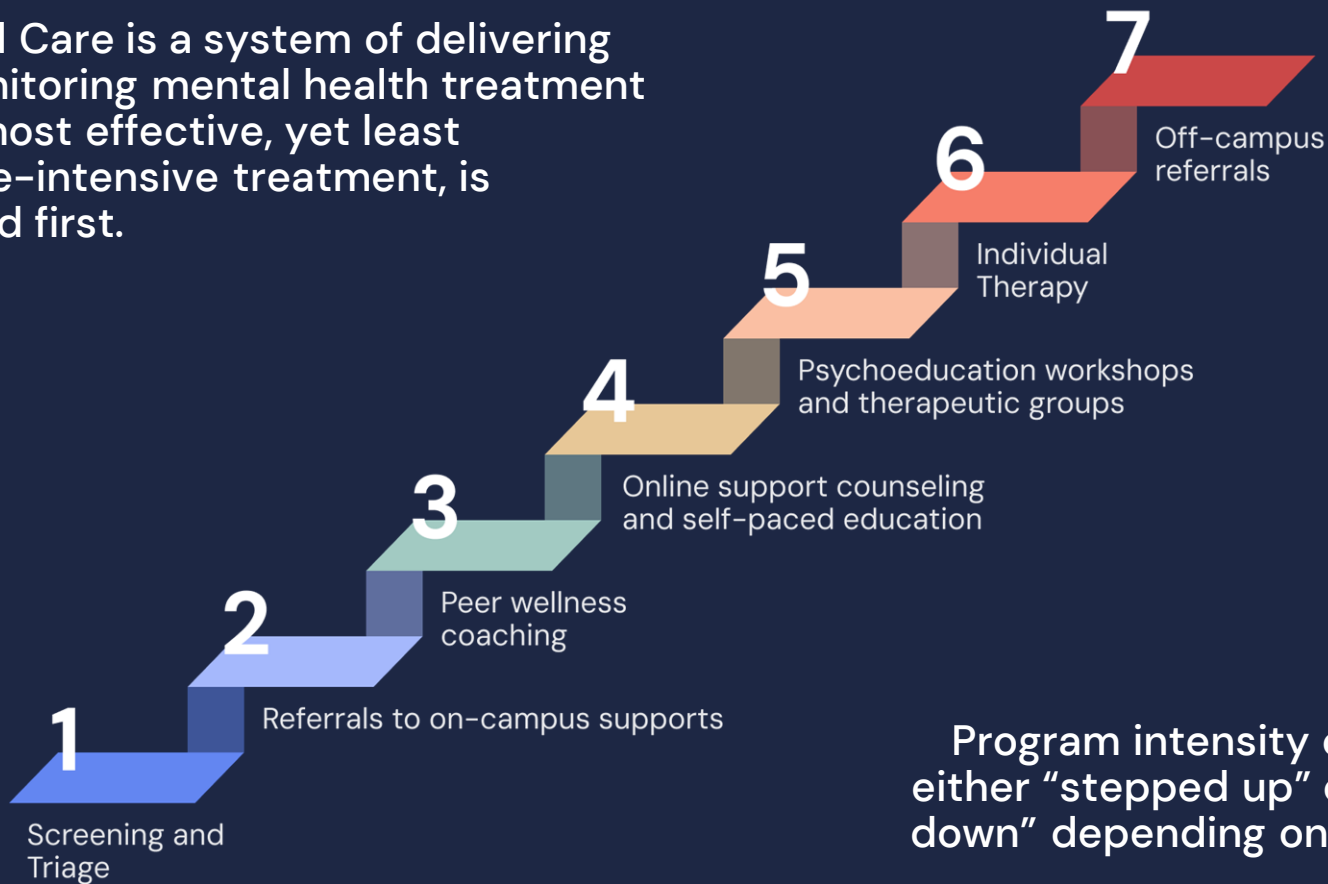 Care is a system of delivering
mental health treatment
effective, yet least
treatment, is
first.
7
Off-campus
referrals
6
Individual
Therapy
5
Psychoeducation workshops
and therapeutic groups
4
Online support counseling
and self-paced education
3
Peer wellness
coaching
2
Referrals to on-campus supports
1
Screening and
Triage
Program intensity
either “stepped up”
down” depending on